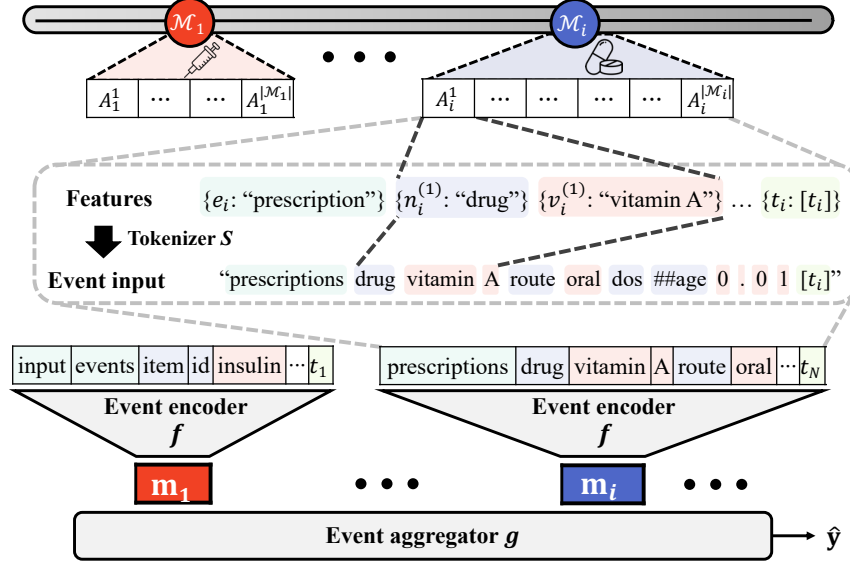 ℳ₁ ℳᵢ
A₁¹ ... ... A₁^{|ℳ₁|} • • • Aᵢ¹ ... ... ... ... Aᵢ^{|ℳᵢ|}
Features {eᵢ: “prescription”} {nᵢ⁽¹⁾: “drug”} {vᵢ⁽¹⁾: “vitamin A”} ... {tᵢ: [tᵢ]}
Tokenizer S
Event input “prescriptions drug vitamin A route oral dos ##age 0 . 0 1 [tᵢ]”
input events item id insulin ... t₁ prescriptions drug vitamin A route oral ... t_N
Event encoder Event encoder
f f
m₁ • • • mᵢ • • •
Event aggregator g ŷ